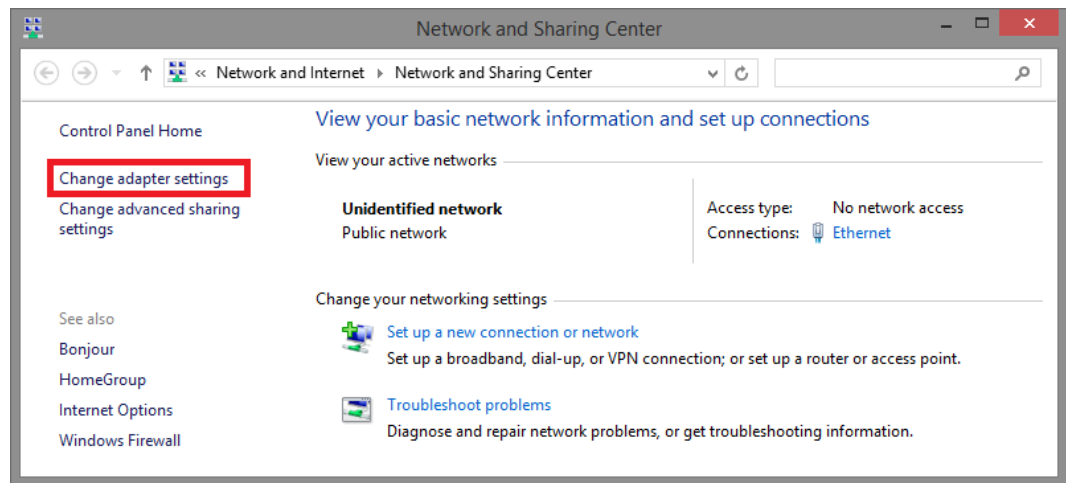 Network and Sharing Center
« Network and Internet Network and Sharing Center
Control Panel Home
Change adapter settings
Change advanced sharing
settings
See also
Bonjour
HomeGroup
Internet Options
Windows Firewall
View your basic network information and set up connections
View your active networks
Unidentified network
Public network
Access type: No network access
Connections: Ethernet
Change your networking settings
Set up a new connection or network
Set up a broadband, dial-up, or VPN connection; or set up a router or access point.
Troubleshoot problems
Diagnose and repair network problems, or get troubleshooting information.